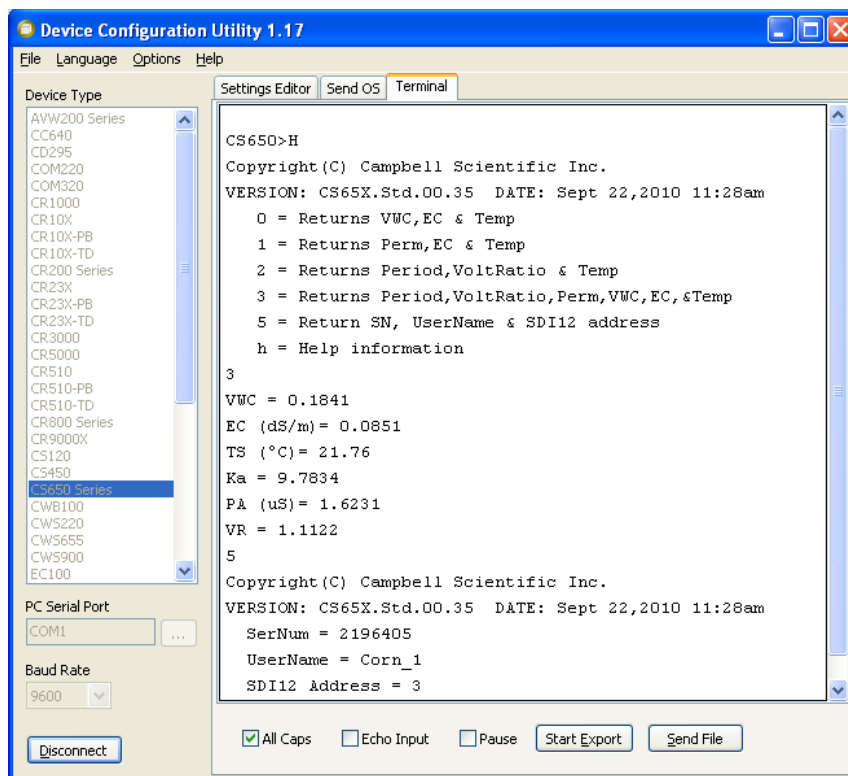 Device Configuration Utility 1.17
File Language Options Help
Device Type
AVW200 Series
CC640
CD295
COM220
COM320
CR1000
CR10X
CR10X-PB
CR10X-TD
CR200 Series
CR23X
CR23X-PB
CR23X-TD
CR3000
CR5000
CR510
CR510-PB
CR510-TD
CR800 Series
CR9000X
CS120
CS450
CS650 Series
CWB100
CWS220
CWS655
CWS900
EC100
PC Serial Port
COM1
...
Baud Rate
9600
Disconnect
Settings Editor Send OS Terminal
CS650>H
Copyright(C) Campbell Scientific Inc.
VERSION: CS65X.Std.00.35 DATE: Sept 22,2010 11:28am
0 = Returns VWC,EC & Temp
1 = Returns Perm,EC & Temp
2 = Returns Period,VoltRatio & Temp
3 = Returns Period,VoltRatio,Perm,VWC,EC,&Temp
5 = Return SN, UserName & SDI12 address
h = Help information
3
VWC = 0.1841
EC (dS/m)= 0.0851
TS (°C)= 21.76
Ka = 9.7834
PA (uS)= 1.6231
VR = 1.1122
5
Copyright(C) Campbell Scientific Inc.
VERSION: CS65X.Std.00.35 DATE: Sept 22,2010 11:28am
SerNum = 2196405
UserName = Corn_1
SDI12 Address = 3
All Caps Echo Input Pause Start Export Send File